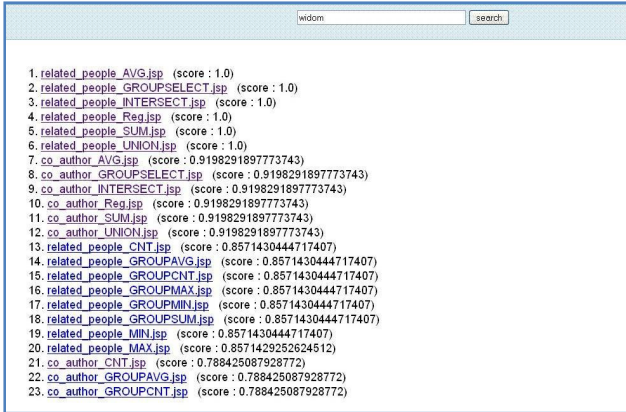 widom search
1. related_people_AVG.jsp (score : 1.0)
2. related_people_GROUPSELECT.jsp (score : 1.0)
3. related_people_INTERSECT.jsp (score : 1.0)
4. related_people_Reg.jsp (score : 1.0)
5. related_people_SUM.jsp (score : 1.0)
6. related_people_UNION.jsp (score : 1.0)
7. co_author_AVG.jsp (score : 0.9198291897773743)
8. co_author_GROUPSELECT.jsp (score : 0.9198291897773743)
9. co_author_INTERSECT.jsp (score : 0.9198291897773743)
10. co_author_Reg.jsp (score : 0.9198291897773743)
11. co_author_SUM.jsp (score : 0.9198291897773743)
12. co_author_UNION.jsp (score : 0.9198291897773743)
13. related_people_CNT.jsp (score : 0.8571430444717407)
14. related_people_GROUPAVG.jsp (score : 0.8571430444717407)
15. related_people_GROUPCNT.jsp (score : 0.8571430444717407)
16. related_people_GROUPMAX.jsp (score : 0.8571430444717407)
17. related_people_GROUPMIN.jsp (score : 0.8571430444717407)
18. related_people_GROUPSUM.jsp (score : 0.8571430444717407)
19. related_people_MIN.jsp (score : 0.8571430444717407)
20. related_people_MAX.jsp (score : 0.8571429252624512)
21. co_author_CNT.jsp (score : 0.788425087928772)
22. co_author_GROUPAVG.jsp (score : 0.788425087928772)
23. co_author_GROUPCNT.jsp (score : 0.788425087928772)